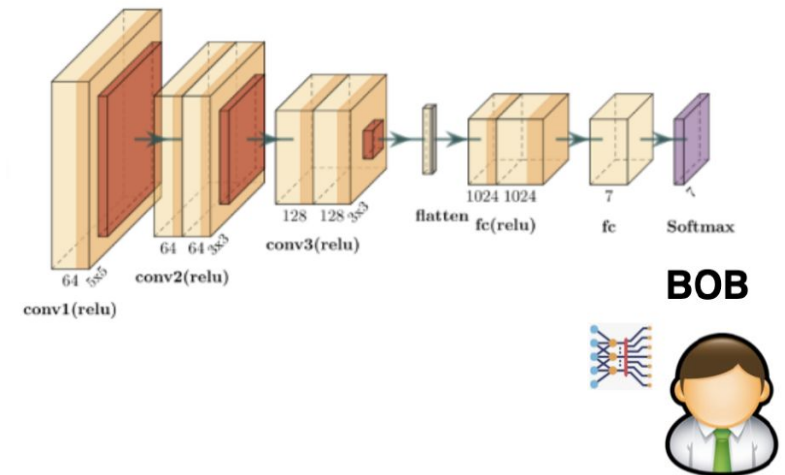 64 5x5
conv1(relu)
64 64 3x3
conv2(relu)
128 128 3x3
conv3(relu)
flatten
1024 1024
fc(relu)
7
fc
7
Softmax
BOB